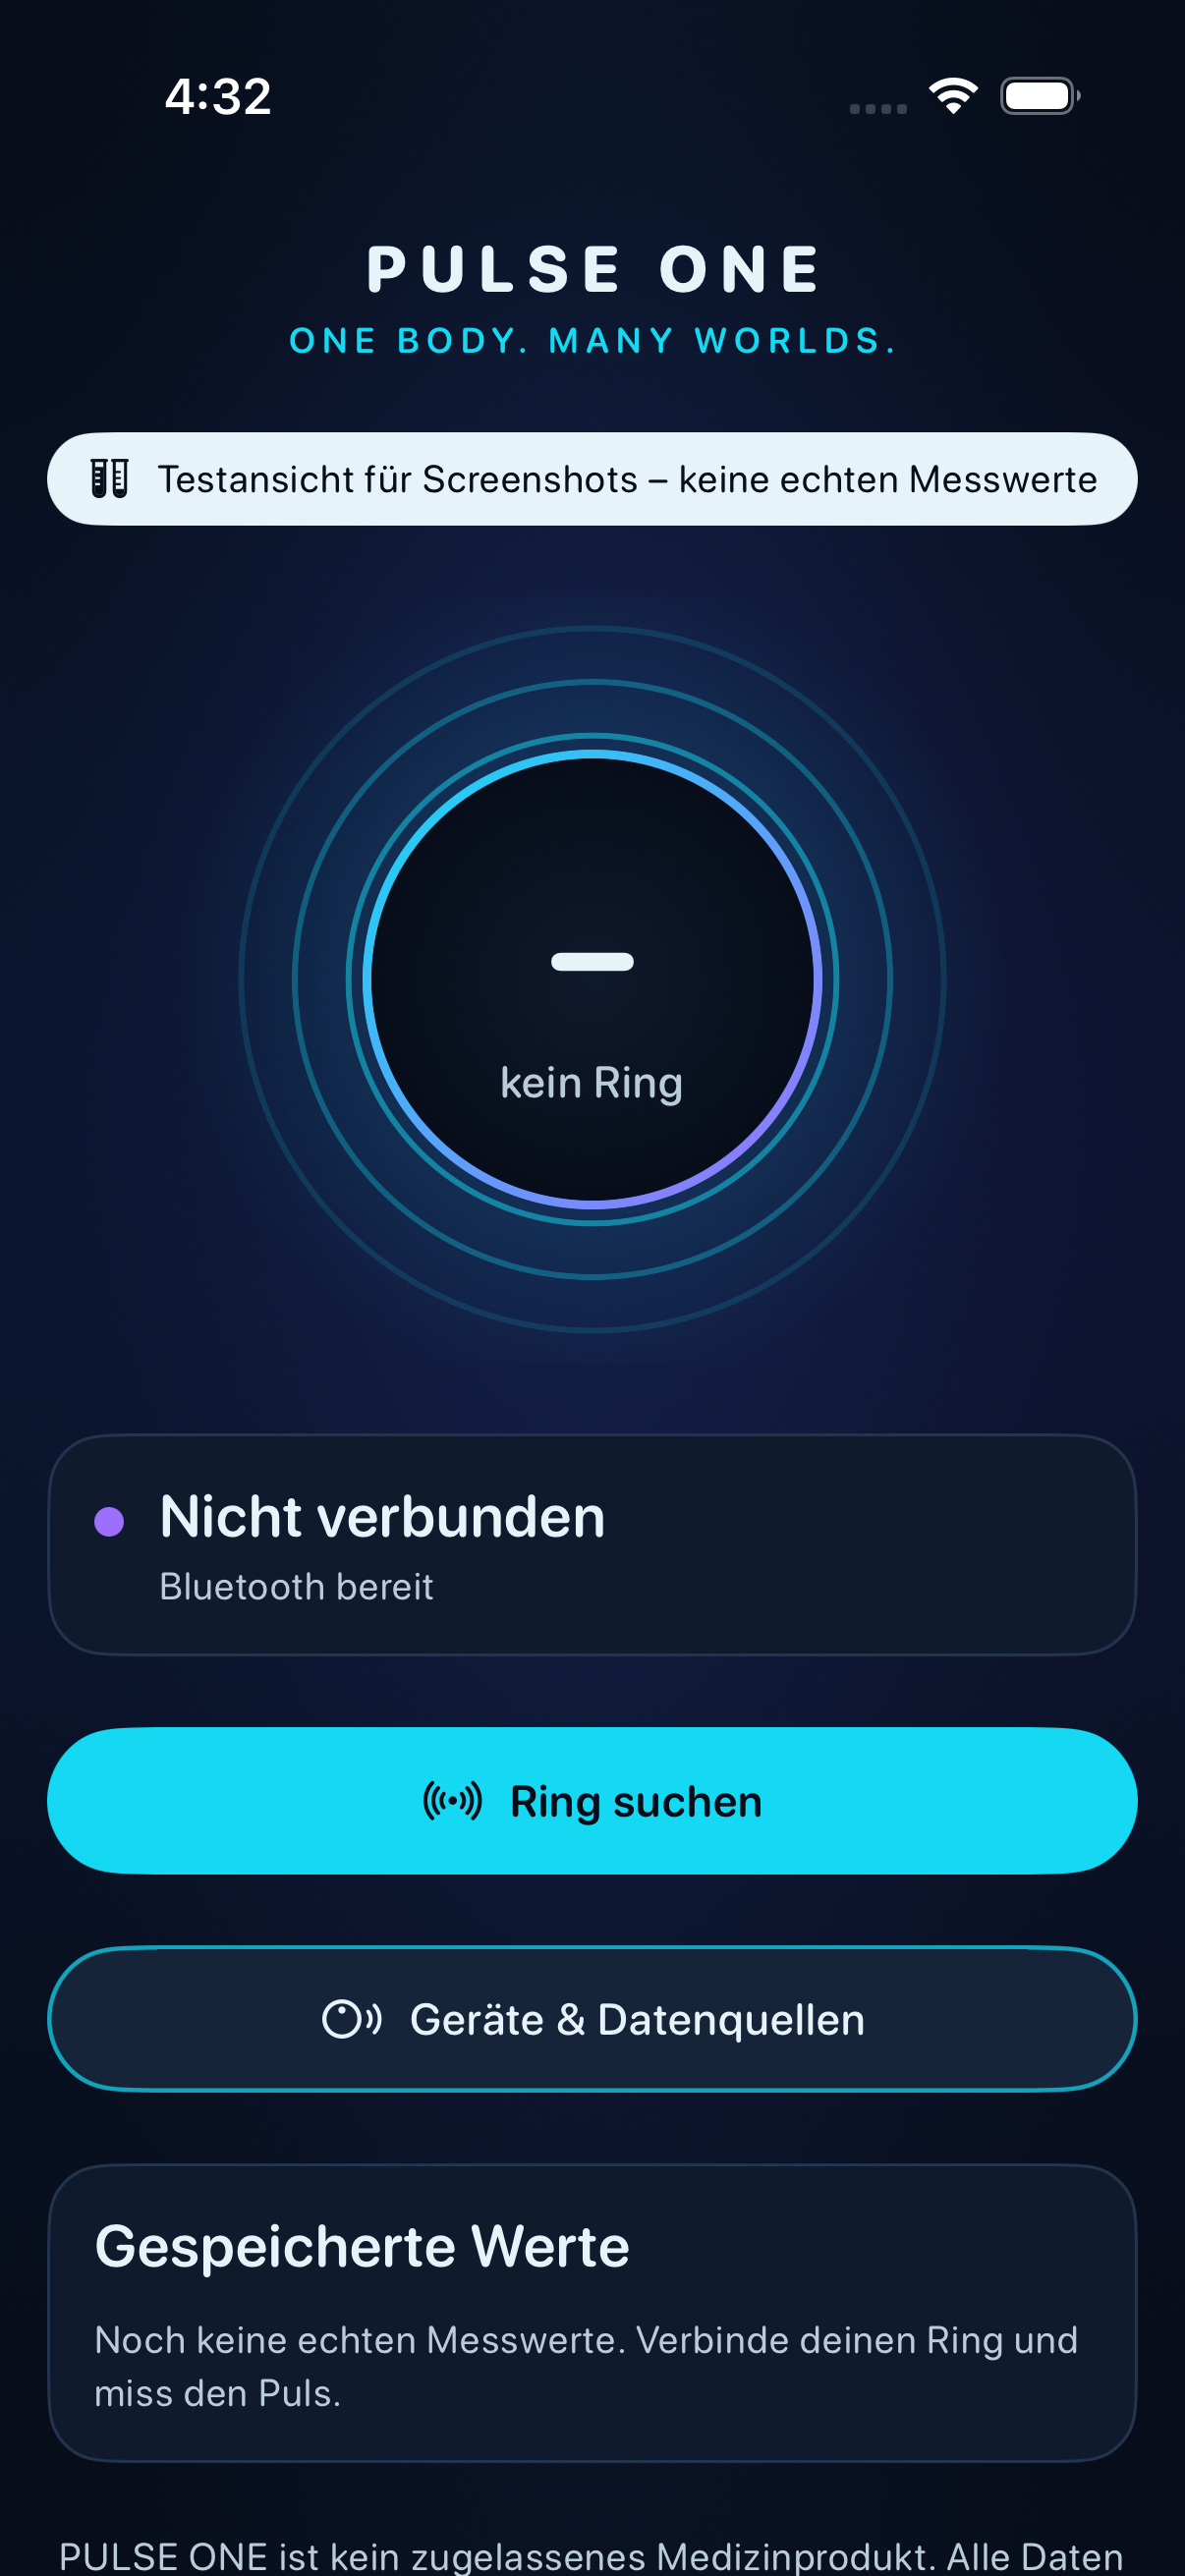 4:32
PULSE ONE
ONE BODY. MANY WORLDS.
Testansicht für Screenshots – keine echten Messwerte
–
kein Ring
Nicht verbunden
Bluetooth bereit
Ring suchen
Geräte & Datenquellen
Gespeicherte Werte
Noch keine echten Messwerte. Verbinde deinen Ring und
miss den Puls.
PULSE ONE ist kein zugelassenes Medizinprodukt. Alle Daten